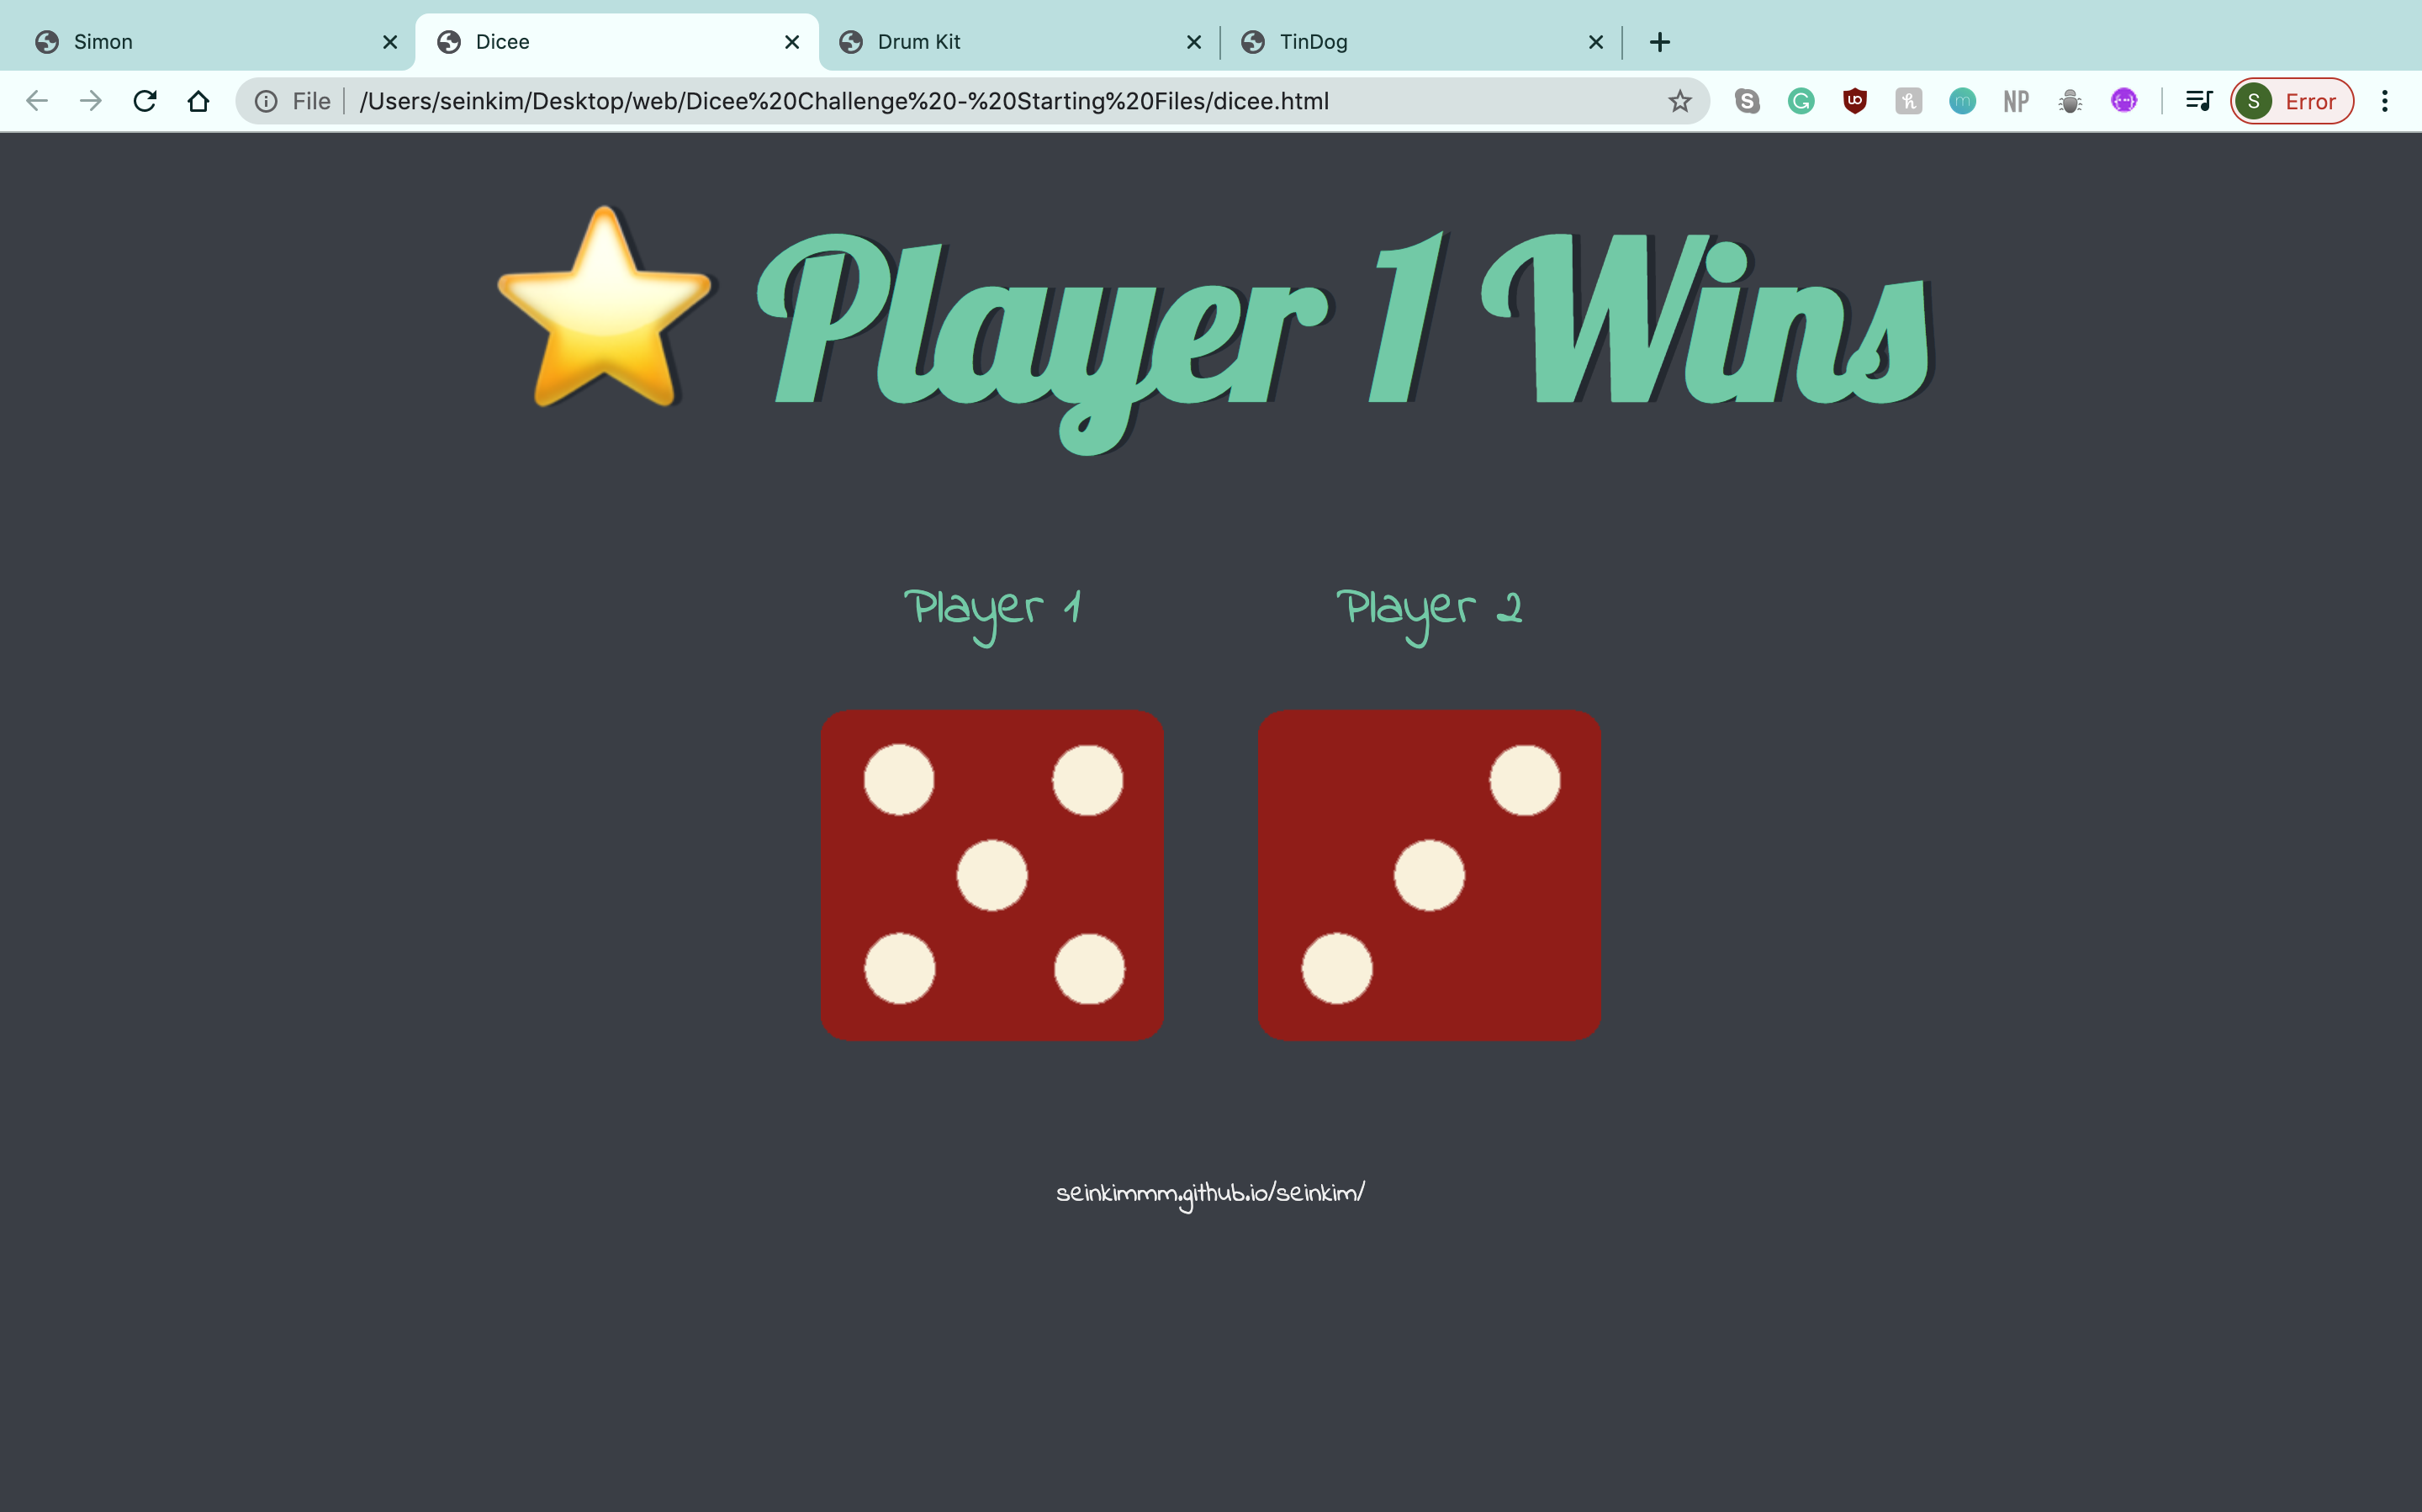 Simon
Dicee
Drum Kit
TinDog
File /Users/seinkim/Desktop/web/Dicee%20Challenge%20-%20Starting%20Files/dicee.html
NP
S Error
Player 1 Wins
Player 1 Player 2
seinkimmm.github.io/seinkim/